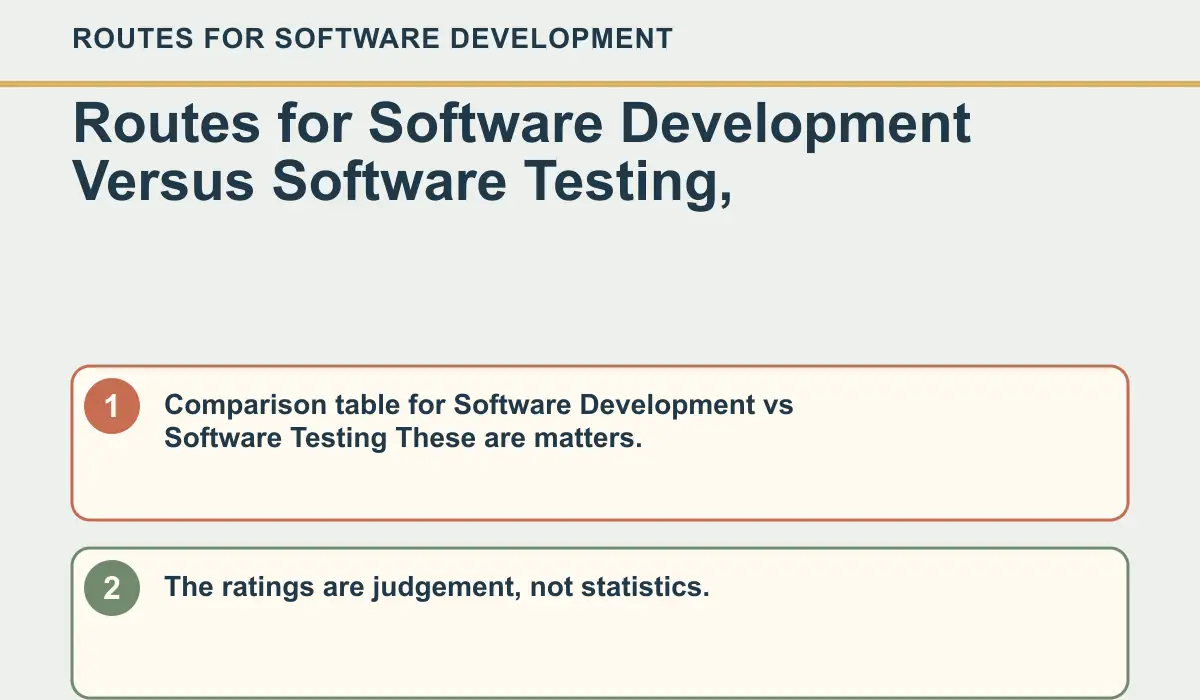 ROUTES FOR SOFTWARE DEVELOPMENT
Routes for Software Development
Versus Software Testing,
1
Comparison table for Software Development vs
Software Testing These are matters.
2
The ratings are judgement, not statistics.